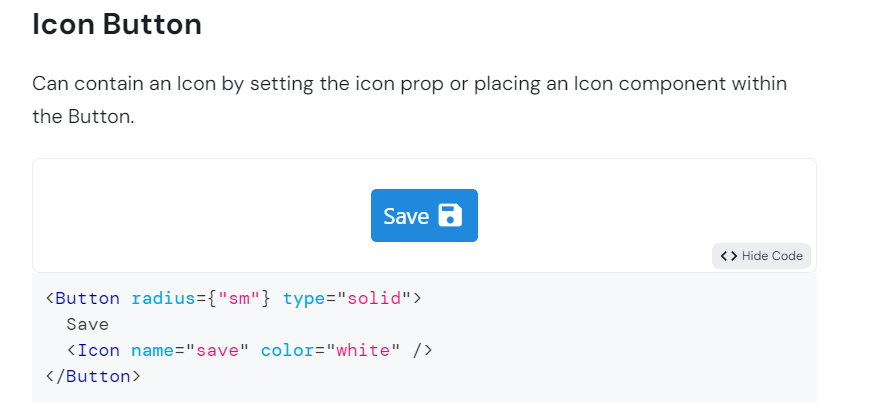 Icon Button
Can contain an Icon by setting the icon prop or placing an Icon component within
the Button.
Save
<> Hide Code
<Button radius={"sm"} type="solid">
  Save
  <Icon name="save" color="white" />
</Button>